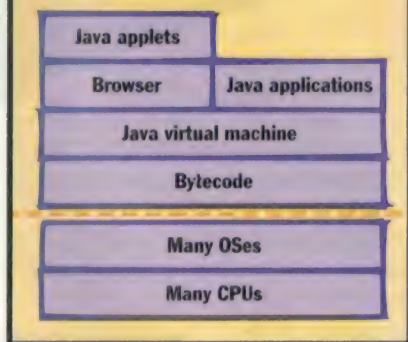 Java applets
Browser Java applications
Java virtual machine
Bytecode
Many OSes
Many CPUs